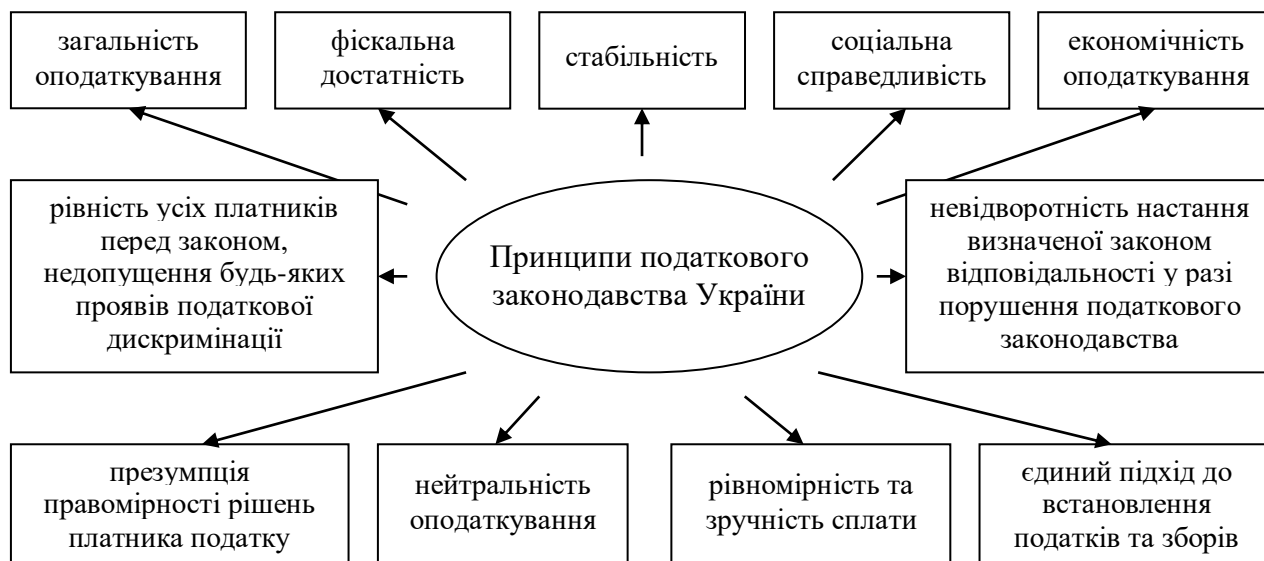 загальність
оподаткування
фіскальна
достатність
стабільність
соціальна
справедливість
економічність
оподаткування
рівність усіх платників
перед законом,
недопущення будь-яких
проявів податкової
дискримінації
Принципи податкового
законодавства України
невідворотність настання
визначеної законом
відповідальності у разі
порушення податкового
законодавства
презумпція
правомірності рішень
платника податку
нейтральність
оподаткування
рівномірність та
зручність сплати
єдиний підхід до
встановлення
податків та зборів